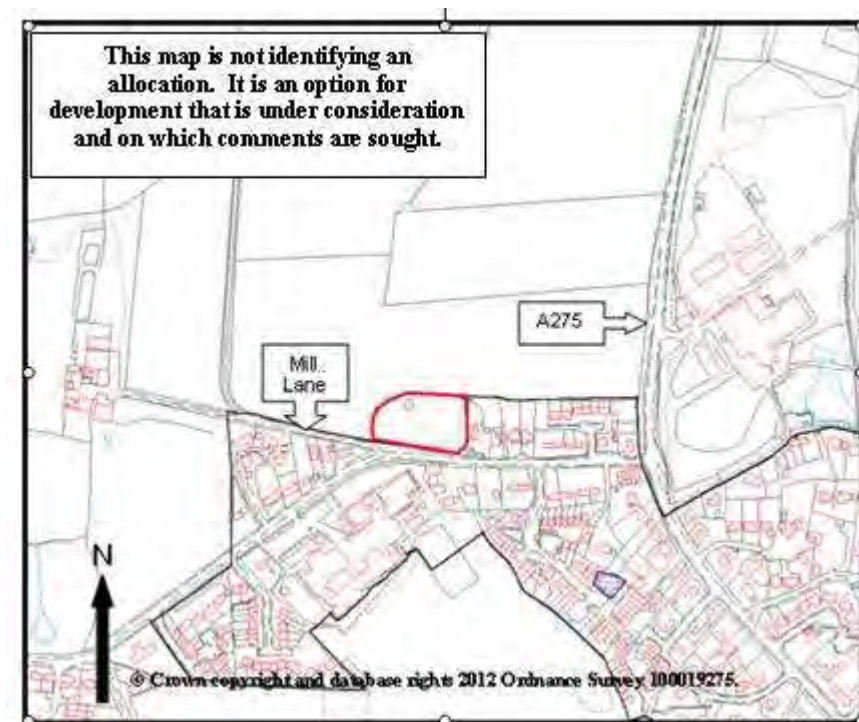 This map is not identifying an
allocation. It is an option for
development that is under consideration
and on which comments are sought.
A275
Mill..
Lane
N
© Crown copyright and database rights 2012 Ordnance Survey 100019275.